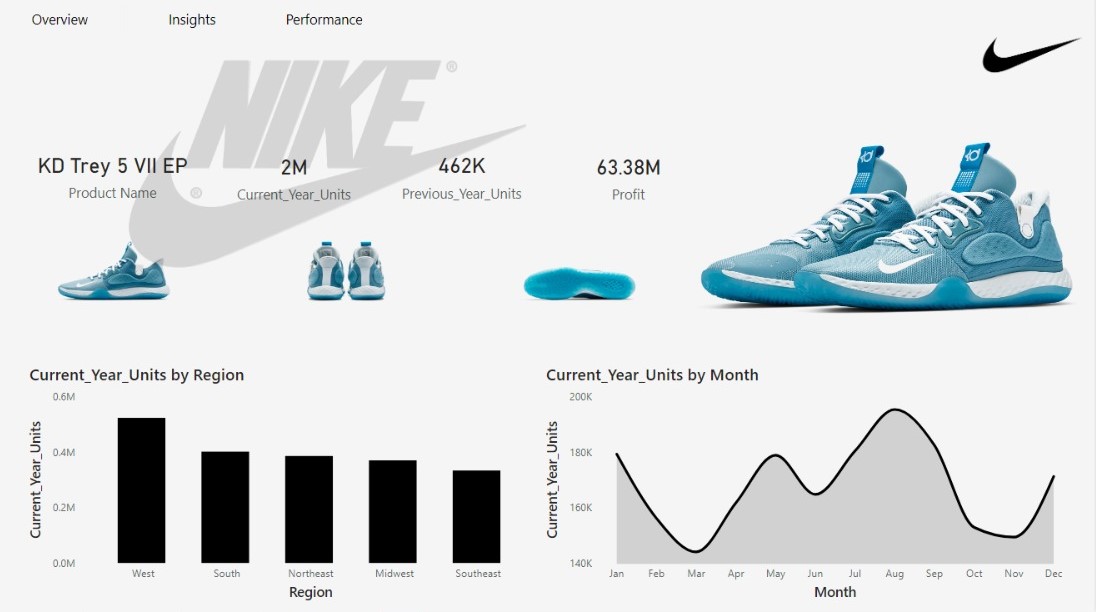 Overview Insights Performance
NIKE ®
KD Trey 5 VII EP
Product Name
®
2M
Current_Year_Units
462K
Previous_Year_Units
63.38M
Profit
Current_Year_Units by Region
Current_Year_Units
0.6M
0.4M
0.2M
0.0M
West South Northeast Midwest Southeast
Region
Current_Year_Units by Month
Current_Year_Units
200K
180K
160K
140K
Jan Feb Mar Apr May Jun Jul Aug Sep Oct Nov Dec
Month